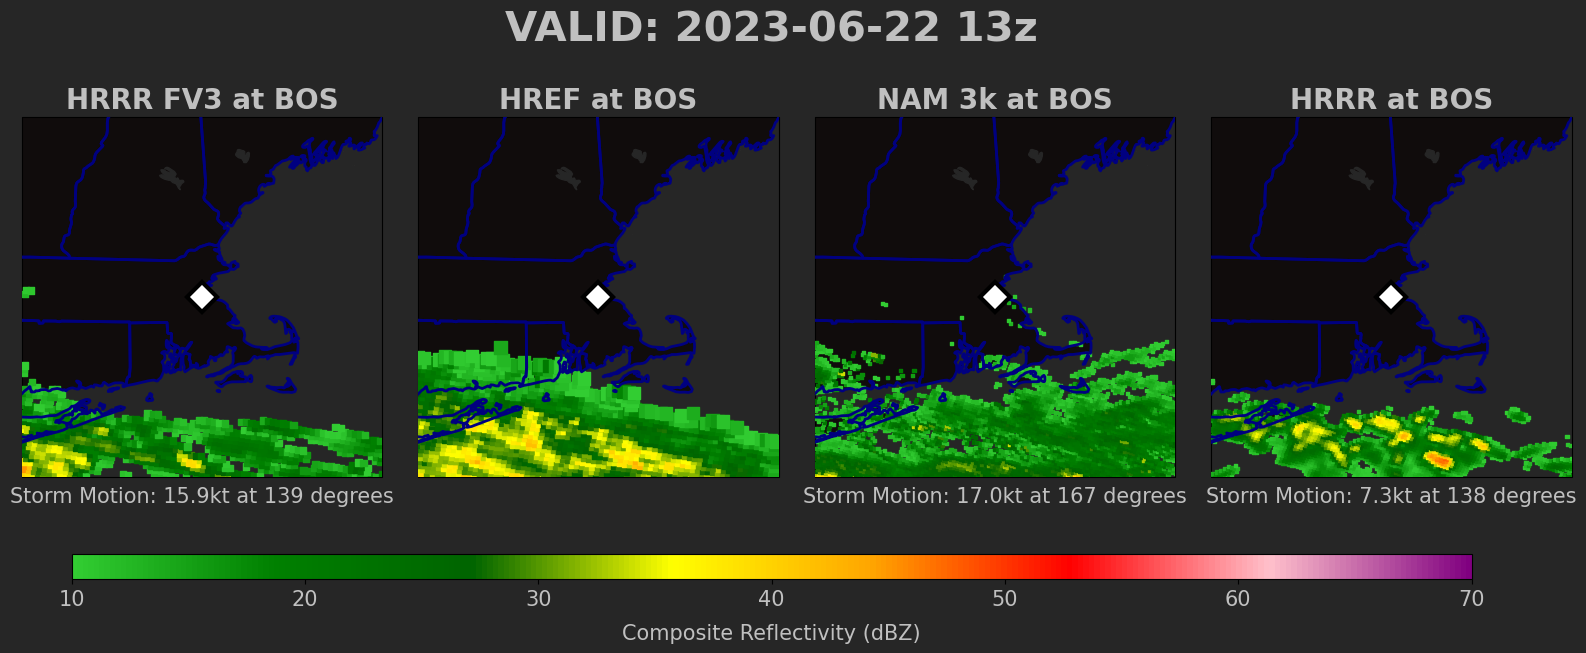 VALID: 2023-06-22 13z
HRRR FV3 at BOS
HREF at BOS
NAM 3k at BOS
HRRR at BOS
Storm Motion: 15.9kt at 139 degrees
Storm Motion: 17.0kt at 167 degrees
Storm Motion: 7.3kt at 138 degrees
10 20 30 40 50 60 70
Composite Reflectivity (dBZ)